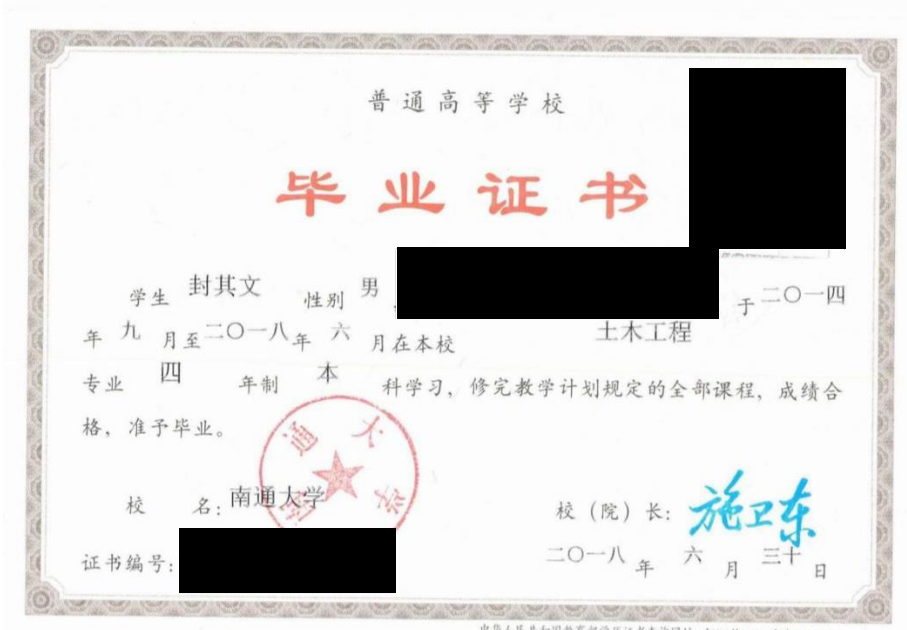 普通高等学校
毕业证书
学生 封其文 性别 男, 于二〇一四
年 九 月至二〇一八年 六 月在本校 土木工程
专业 四 年制 本 科学习，修完教学计划规定的全部课程，成绩合
格，准予毕业。
通大学
校 名：南通大学
校（院）长：施卫东
证书编号：
二〇一八 年 六 月 三十 日